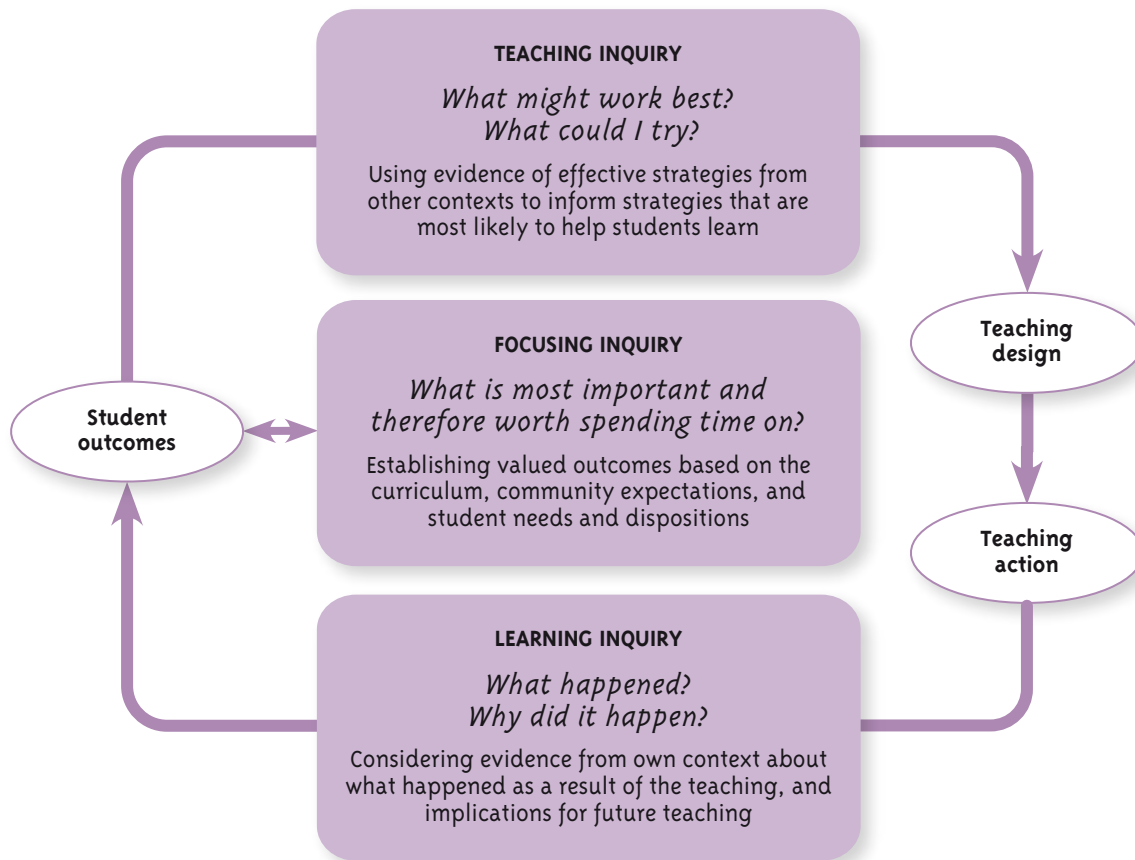 TEACHING INQUIRY
What might work best?
What could I try?
Using evidence of effective strategies from
other contexts to inform strategies that are
most likely to help students learn
Teaching
design
FOCUSING INQUIRY
What is most important and
therefore worth spending time on?
Establishing valued outcomes based on the
curriculum, community expectations, and
student needs and dispositions
Student
outcomes
Teaching
action
LEARNING INQUIRY
What happened?
Why did it happen?
Considering evidence from own context about
what happened as a result of the teaching, and
implications for future teaching